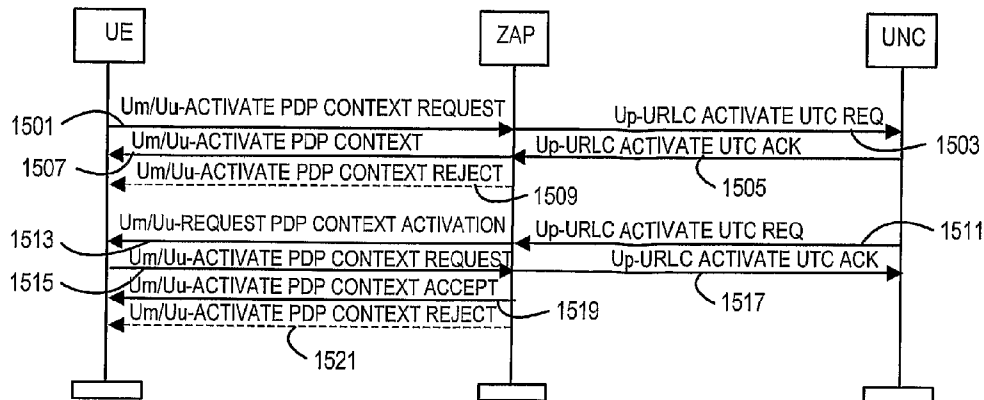 UE
ZAP
UNC
Um/Uu-ACTIVATE PDP CONTEXT REQUEST
Up-URLC ACTIVATE UTC REQ
1501
1503
Um/Uu-ACTIVATE PDP CONTEXT
Up-URLC ACTIVATE UTC ACK
1507
1505
Um/Uu-ACTIVATE PDP CONTEXT REJECT
1509
Um/Uu-REQUEST PDP CONTEXT ACTIVATION
Up-URLC ACTIVATE UTC REQ
1511
1513
Um/Uu-ACTIVATE PDP CONTEXT REQUEST
Up-URLC ACTIVATE UTC ACK
1515
1517
Um/Uu-ACTIVATE PDP CONTEXT ACCEPT
1519
Um/Uu-ACTIVATE PDP CONTEXT REJECT
1521